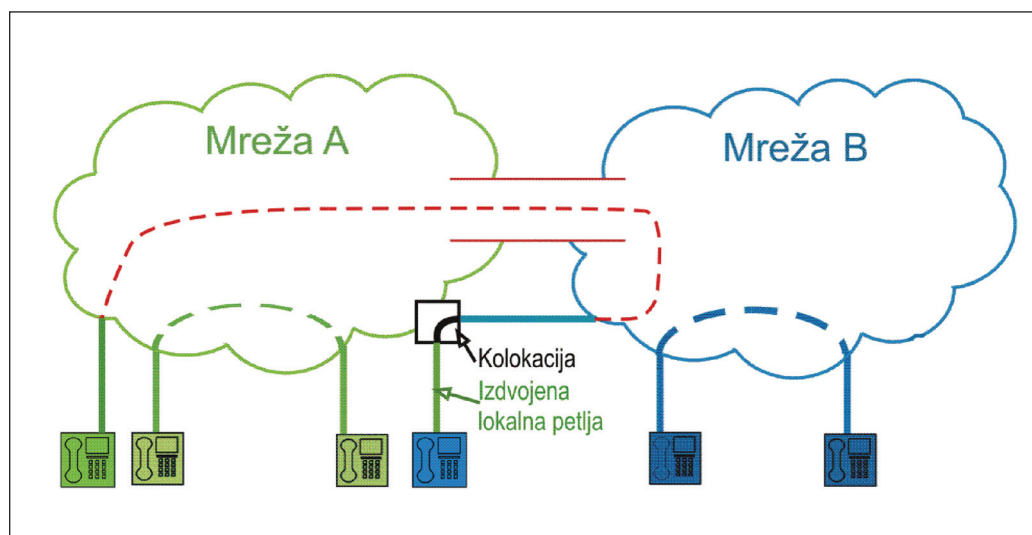 Mreža A
Mreža B
Kolokacija
Izdvojena
lokalna petlja